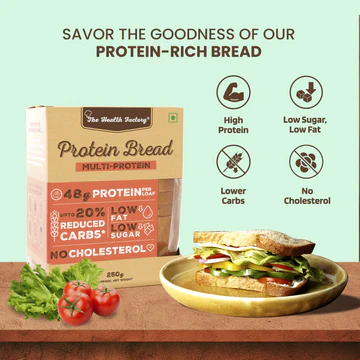 SAVOR THE GOODNESS OF OUR
PROTEIN-RICH BREAD
The Health Factory
Protein Bread
MULTI-PROTEIN
48g PROTEIN PER LOAF
UPTO 20% REDUCED CARBS*
LOW FAT
LOW SUGAR
NO CHOLESTEROL
250g
High
Protein
Low Sugar,
Low Fat
Lower
Carbs
No
Cholesterol